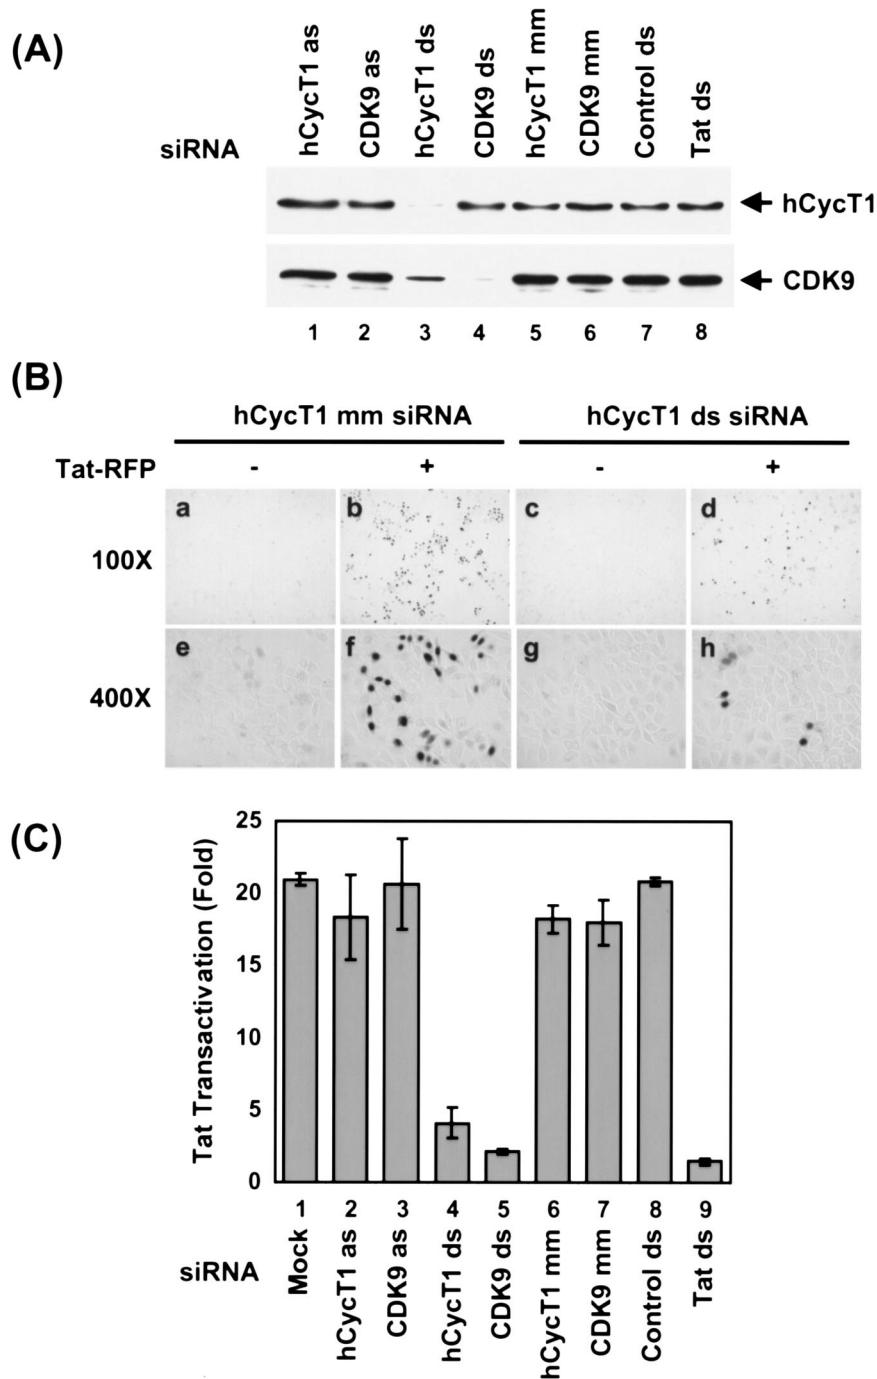 (A)
siRNA
hCycT1 as
CDK9 as
hCycT1 ds
CDK9 ds
hCycT1 mm
CDK9 mm
Control ds
Tat ds
hCycT1
CDK9
1 2 3 4 5 6 7 8
(B)
hCycT1 mm siRNA hCycT1 ds siRNA
Tat-RFP - + - +
a b c d
100X
e f g h
400X
(C)
Tat Transactivation (Fold)
25
20
15
10
5
0
1 2 3 4 5 6 7 8 9
siRNA
Mock
hCycT1 as
CDK9 as
hCycT1 ds
CDK9 ds
hCycT1 mm
CDK9 mm
Control ds
Tat ds